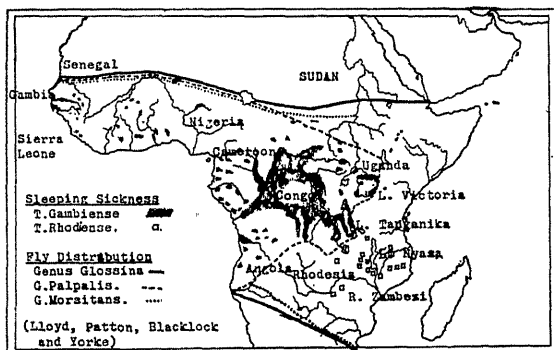 Senegal
SUDAN
Gambia
Nigeria
Sierra
Leone
Cameroon
Uganda
Congo
L. Victoria
Sleeping Sickness
T.Gambiense
T.Rhodiense.
Tanganika
Nyasa
Fly Distribution
Genus Glossina
G.Palpalis.
G.Morsitans.
Angola
Rhodesia
R. Zambezi
(Lloyd, Patton, Blacklock
and Yorke)